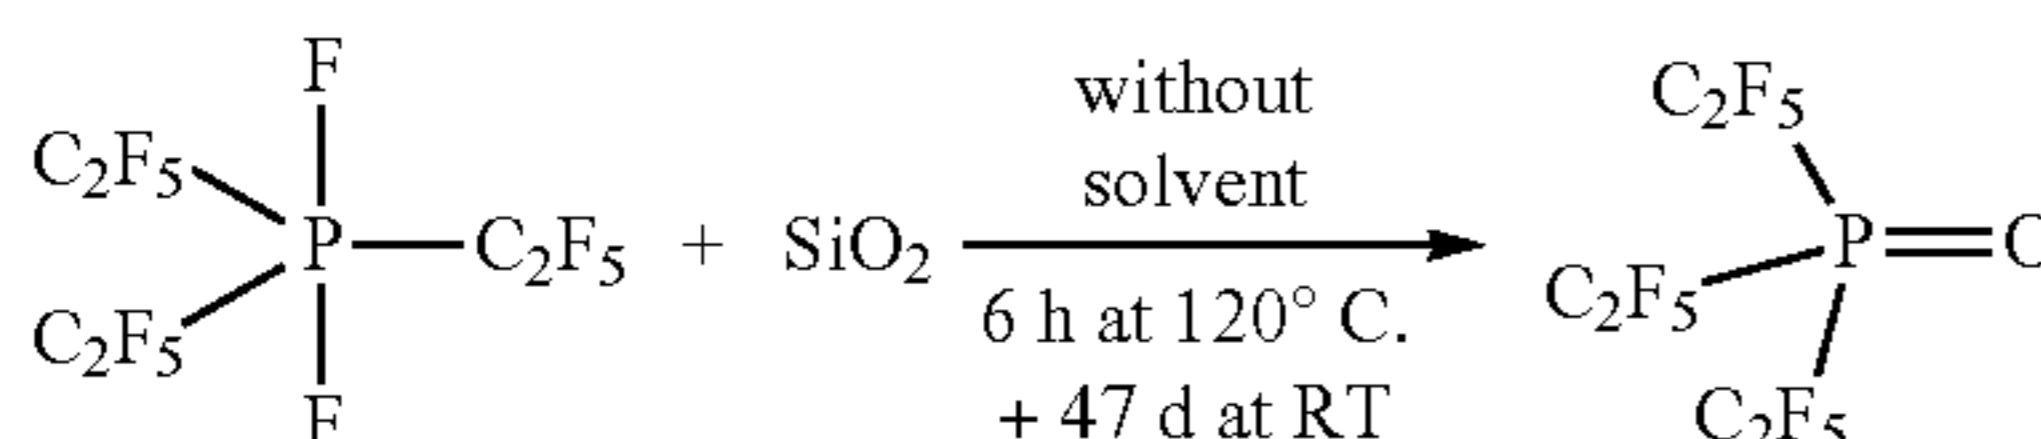 F
C₂F₅
P
C₂F₅
C₂F₅
F
+
SiO₂
without
solvent
6 h at 120° C.
+ 47 d at RT
C₂F₅
P
C₂F₅
C₂F₅